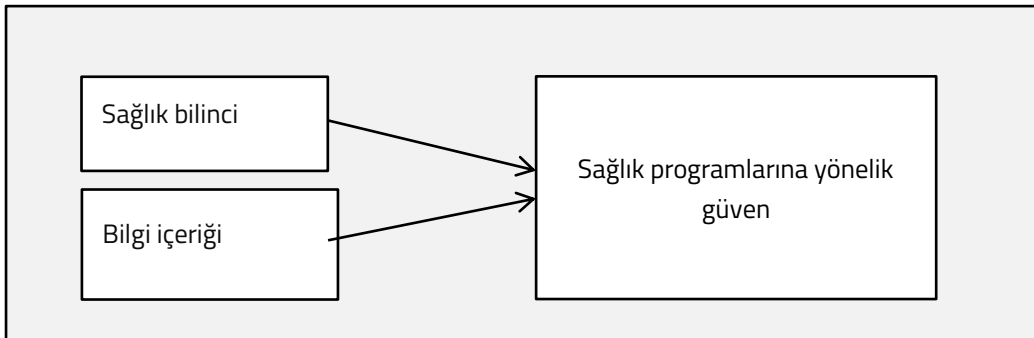 Sağlık bilinci
Bilgi içeriği
Sağlık programlarına yönelik
güven